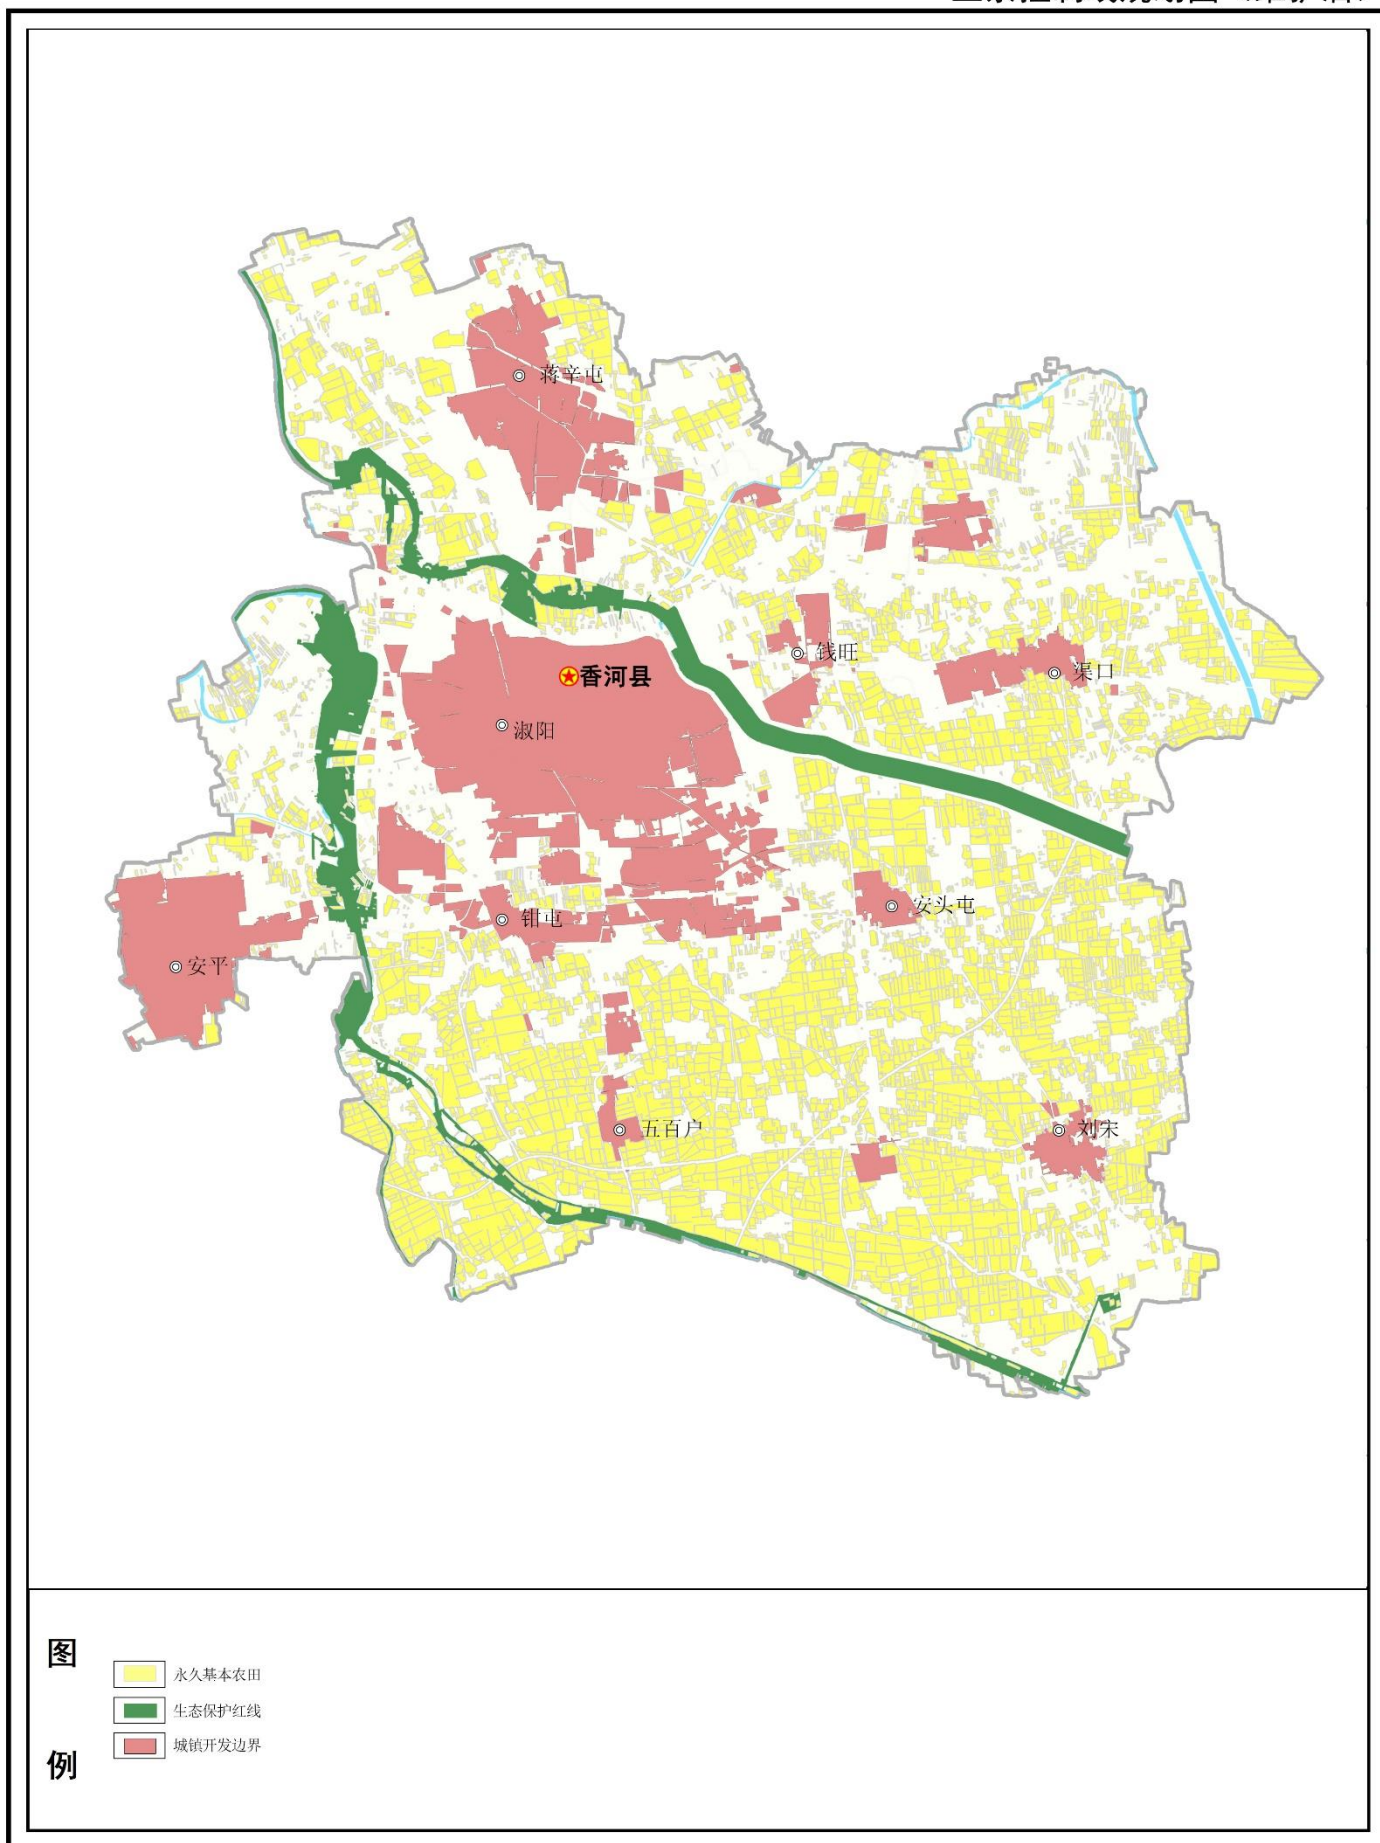 蒋辛屯
钱旺
香河县
渠口
淑阳
安头屯
钳屯
安平
五百户
刘宋
图
例
永久基本农田
生态保护红线
城镇开发边界